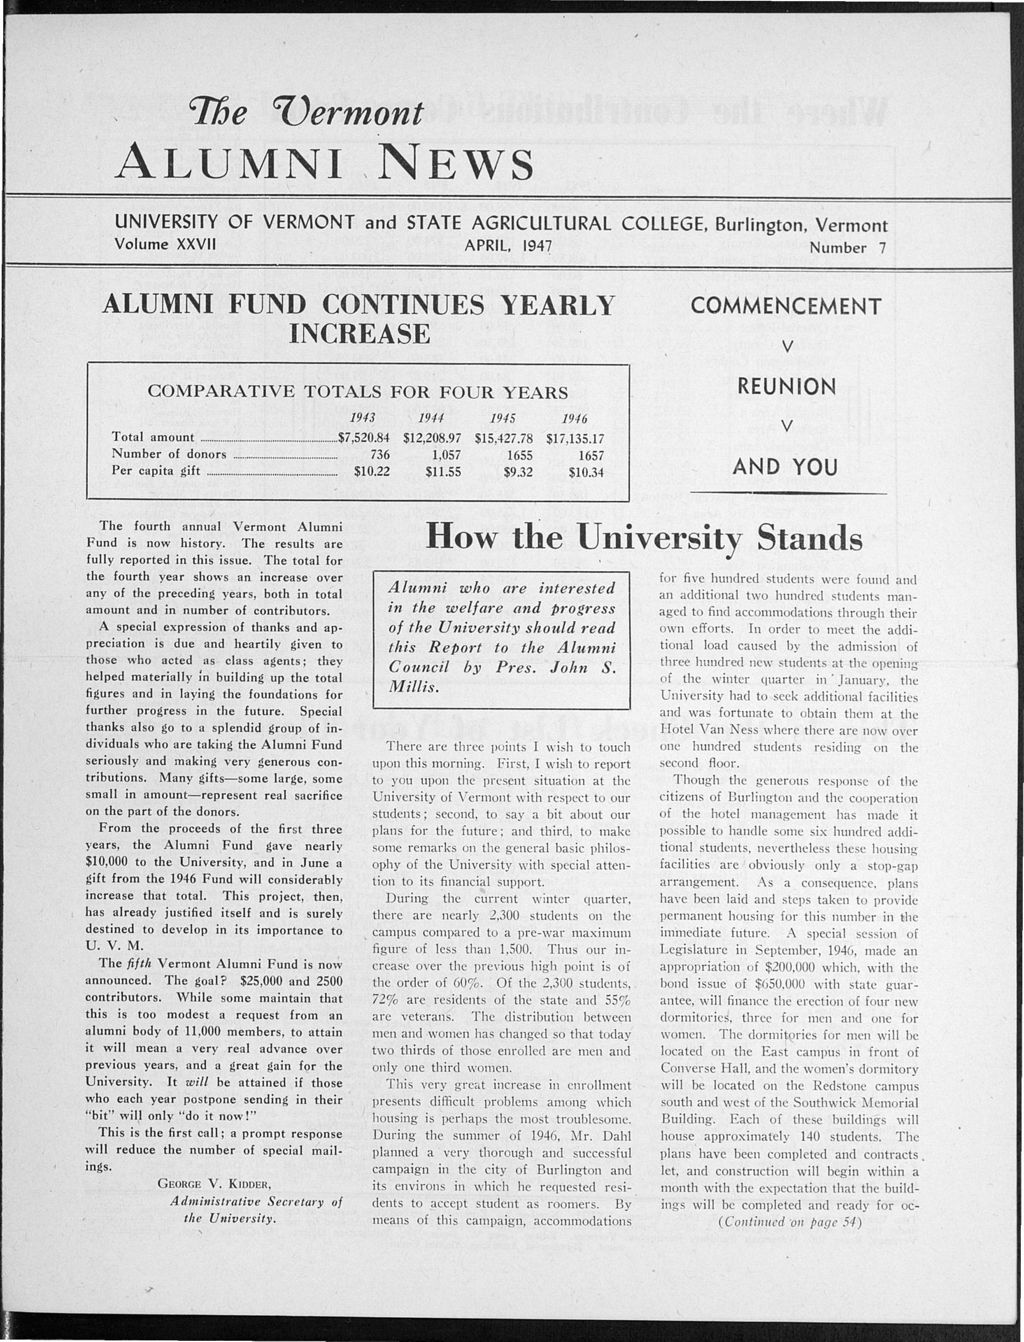 The Vermont
ALUMNI NEWS
UNIVERSITY OF VERMONT and STATE AGRICULTURAL COLLEGE, Burlington, Vermont
Volume XXVII APRIL, 1947 Number 7
ALUMNI FUND CONTINUES YEARLY
INCREASE
COMPARATIVE TOTALS FOR FOUR YEARS
1943 1944 1945 1946
Total amount ........ $7,520.84 $12,208.97 $15,427.78 $17,135.17
Number of donors ........ 736 1,057 1655 1657
Per capita gift ........ $10.22 $11.55 $9.32 $10.34
COMMENCEMENT
V
REUNION
V
AND YOU
The fourth annual Vermont Alumni
Fund is now history. The results are
fully reported in this issue. The total for
the fourth year shows an increase over
any of the preceding years, both in total
amount and in number of contributors.
A special expression of thanks and ap-
preciation is due and heartily given to
those who acted as class agents; they
helped materially in building up the total
figures and in laying the foundations for
further progress in the future. Special
thanks also go to a splendid group of in-
dividuals who are taking the Alumni Fund
seriously and making very generous con-
tributions. Many gifts—some large, some
small in amount—represent real sacrifice
on the part of the donors.
From the proceeds of the first three
years, the Alumni Fund gave nearly
$10,000 to the University, and in June a
gift from the 1946 Fund will considerably
increase that total. This project, then,
has already justified itself and is surely
destined to develop in its importance to
U. V. M.
The fifth Vermont Alumni Fund is now
announced. The goal? $25,000 and 2500
contributors. While some maintain that
this is too modest a request from an
alumni body of 11,000 members, to attain
it will mean a very real advance over
previous years, and a great gain for the
University. It will be attained if those
who each year postpone sending in their
"bit" will only "do it now!"
This is the first call; a prompt response
will reduce the number of special mail-
ings.
GEORGE V. KIDDER,
Administrative Secretary of
the University.
How the University Stands
Alumni who are interested
in the welfare and progress
of the University should read
this Report to the Alumni
Council by Pres. John S.
Millis.
There are three points I wish to touch
upon this morning. First, I wish to report
to you upon the present situation at the
University of Vermont with respect to our
students; second, to say a bit about our
plans for the future; and third, to make
some remarks on the general basic philos-
ophy of the University with special atten-
tion to its financial support.
During the current winter quarter,
there are nearly 2,300 students on the
campus compared to a pre-war maximum
figure of less than 1,500. Thus our in-
crease over the previous high point is of
the order of 60%. Of the 2,300 students,
72% are residents of the state and 55%
are veterans. The distribution between
men and women has changed so that today
two thirds of those enrolled are men and
only one third women.
This very great increase in enrollment
presents difficult problems among which
housing is perhaps the most troublesome.
During the summer of 1946, Mr. Dahl
planned a very thorough and successful
campaign in the city of Burlington and
its environs in which he requested resi-
dents to accept student as roomers. By
means of this campaign, accommodations
for five hundred students were found and
an additional two hundred students man-
aged to find accommodations through their
own efforts. In order to meet the addi-
tional load caused by the admission of
three hundred new students at the opening
of the winter quarter in January, the
University had to seek additional facilities
and was fortunate to obtain them at the
Hotel Van Ness where there are now over
one hundred students residing on the
second floor.
Though the generous response of the
citizens of Burlington and the cooperation
of the hotel management has made it
possible to handle some six hundred addi-
tional students, nevertheless these housing
facilities are obviously only a stop-gap
arrangement. As a consequence, plans
have been laid and steps taken to provide
permanent housing for this number in the
immediate future. A special session of
Legislature in September, 1946, made an
appropriation of $200,000 which, with the
bond issue of $650,000 with state guar-
antee, will finance the erection of four new
dormitories, three for men and one for
women. The dormitories for men will be
located on the East campus in front of
Converse Hall, and the women's dormitory
will be located on the Redstone campus
south and west of the Southwick Memorial
Building. Each of these buildings will
house approximately 140 students. The
plans have been completed and contracts
let, and construction will begin within a
month with the expectation that the build-
ings will be completed and ready for oc-
(Continued on page 54)